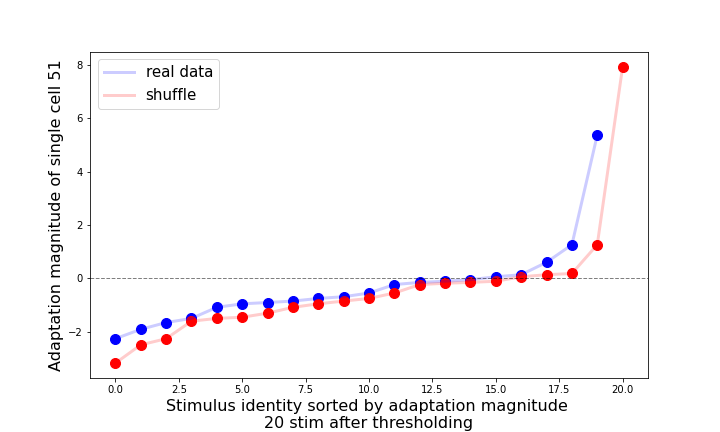 real data
shuffle
Adaptation magnitude of single cell 51
8
6
4
2
0
−2
0.0 2.5 5.0 7.5 10.0 12.5 15.0 17.5 20.0
Stimulus identity sorted by adaptation magnitude
20 stim after thresholding